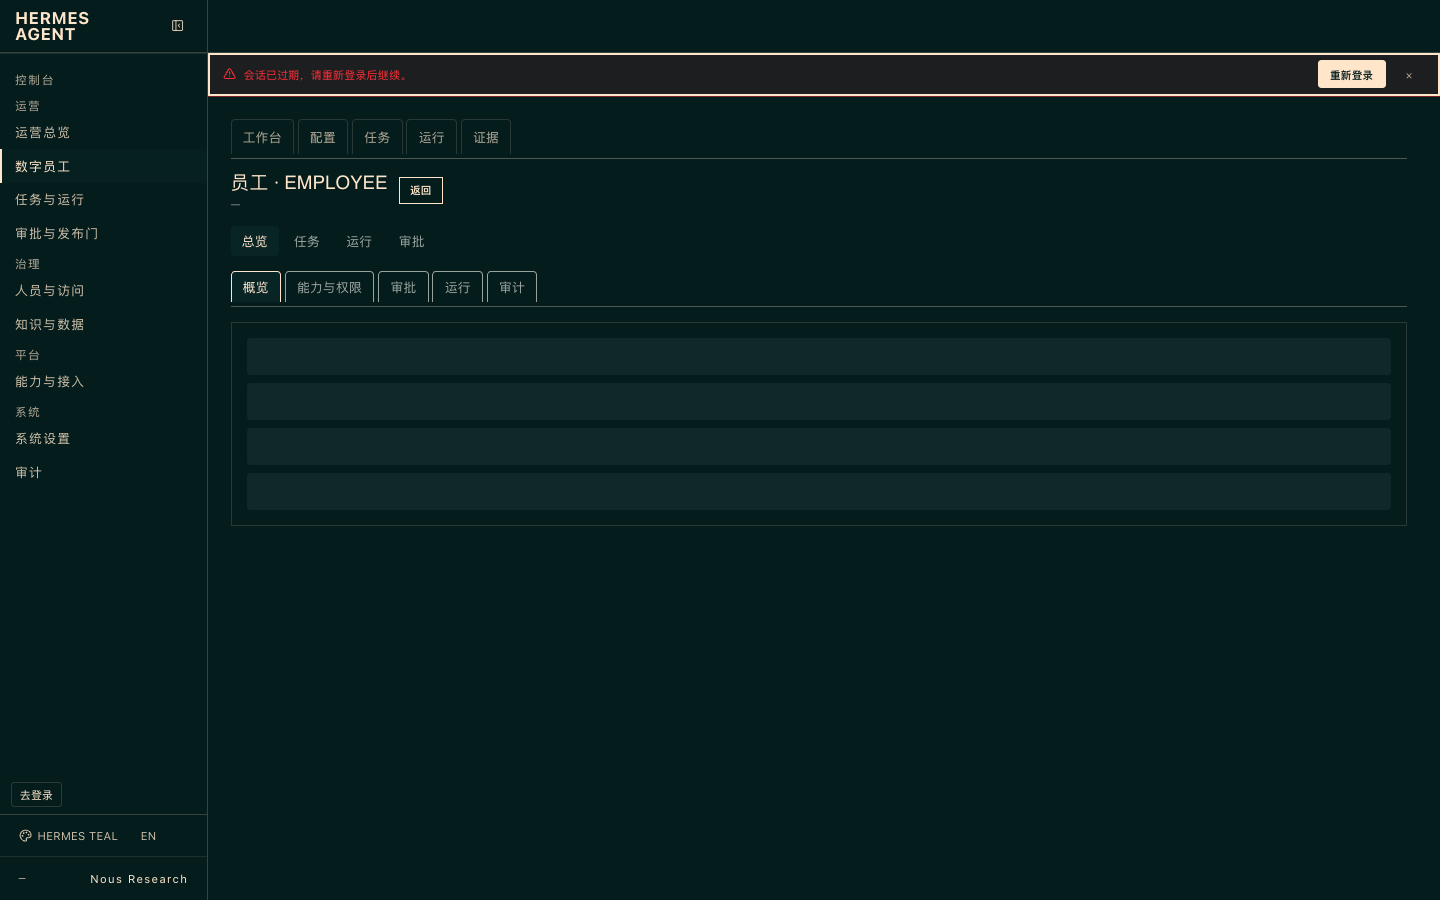 HERMES
AGENT
控制台
运营
运营总览
数字员工
任务与运行
审批与发布门
治理
人员与访问
知识与数据
平台
能力与接入
系统
系统设置
审计
去登录
HERMES TEAL EN
— Nous Research
会话已过期，请重新登录后继续。 重新登录 ×
工作台 配置 任务 运行 证据
员工 · EMPLOYEE 返回
—
总览 任务 运行 审批
概览 能力与权限 审批 运行 审计